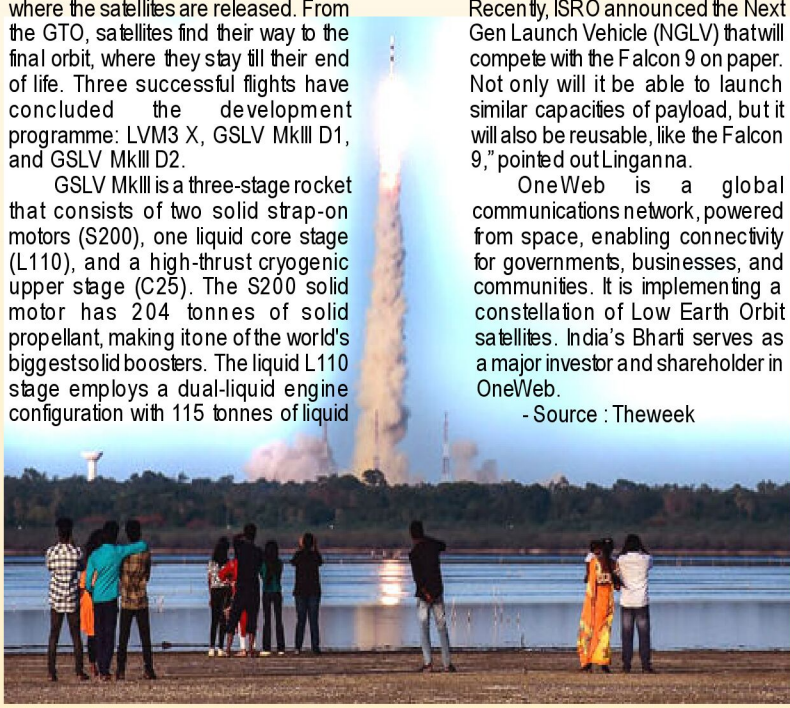 where the satellites are released. From
the GTO, satellites find their way to the
final orbit, where they stay till their end
of life. Three successful flights have
concluded the development
programme: LVM3 X, GSLV MkIII D1,
and GSLV MkIII D2.
GSLV MkIII is a three-stage rocket
that consists of two solid strap-on
motors (S200), one liquid core stage
(L110), and a high-thrust cryogenic
upper stage (C25). The S200 solid
motor has 204 tonnes of solid
propellant, making it one of the world's
biggest solid boosters. The liquid L110
stage employs a dual-liquid engine
configuration with 115 tonnes of liquid
Recently, ISRO announced the Next
Gen Launch Vehicle (NGLV) that will
compete with the Falcon 9 on paper.
Not only will it be able to launch
similar capacities of payload, but it
will also be reusable, like the Falcon
9,” pointed out Linganna.
OneWeb is a global
communications network, powered
from space, enabling connectivity
for governments, businesses, and
communities. It is implementing a
constellation of Low Earth Orbit
satellites. India’s Bharti serves as
a major investor and shareholder in
OneWeb.
- Source : Theweek